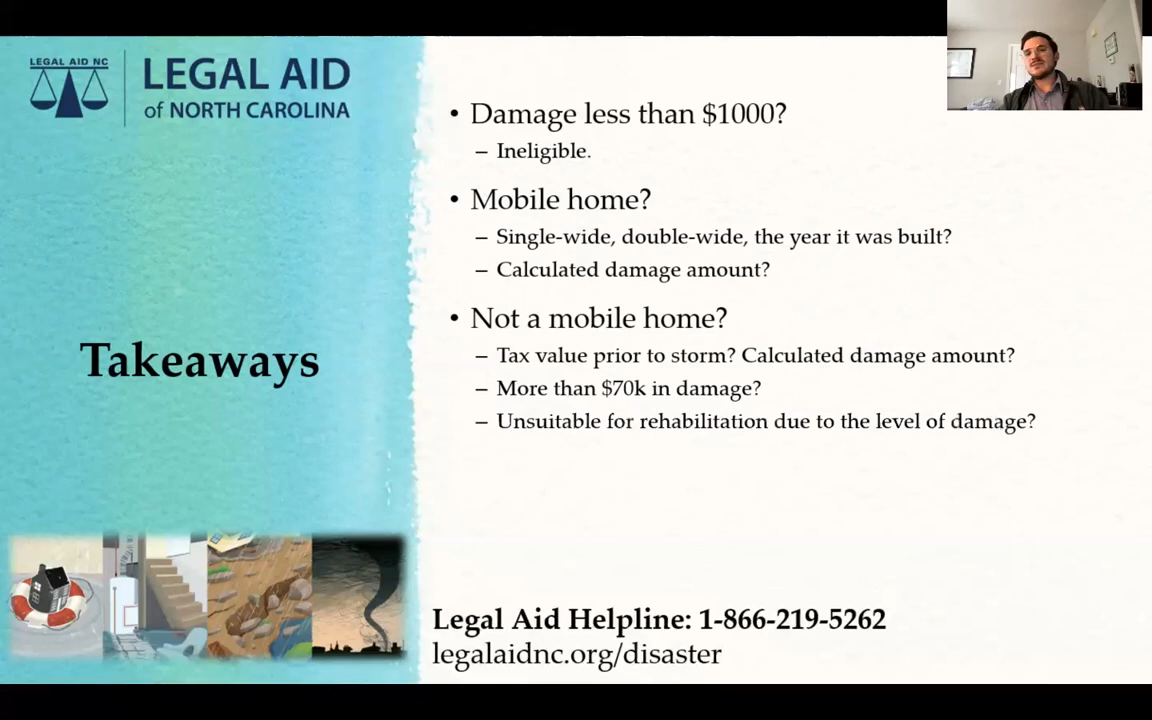 LEGAL AID NC
LEGAL AID
of NORTH CAROLINA
Takeaways
• Damage less than $1000?
– Ineligible.
• Mobile home?
– Single-wide, double-wide, the year it was built?
– Calculated damage amount?
• Not a mobile home?
– Tax value prior to storm? Calculated damage amount?
– More than $70k in damage?
– Unsuitable for rehabilitation due to the level of damage?
Legal Aid Helpline: 1-866-219-5262
legalaidnc.org/disaster